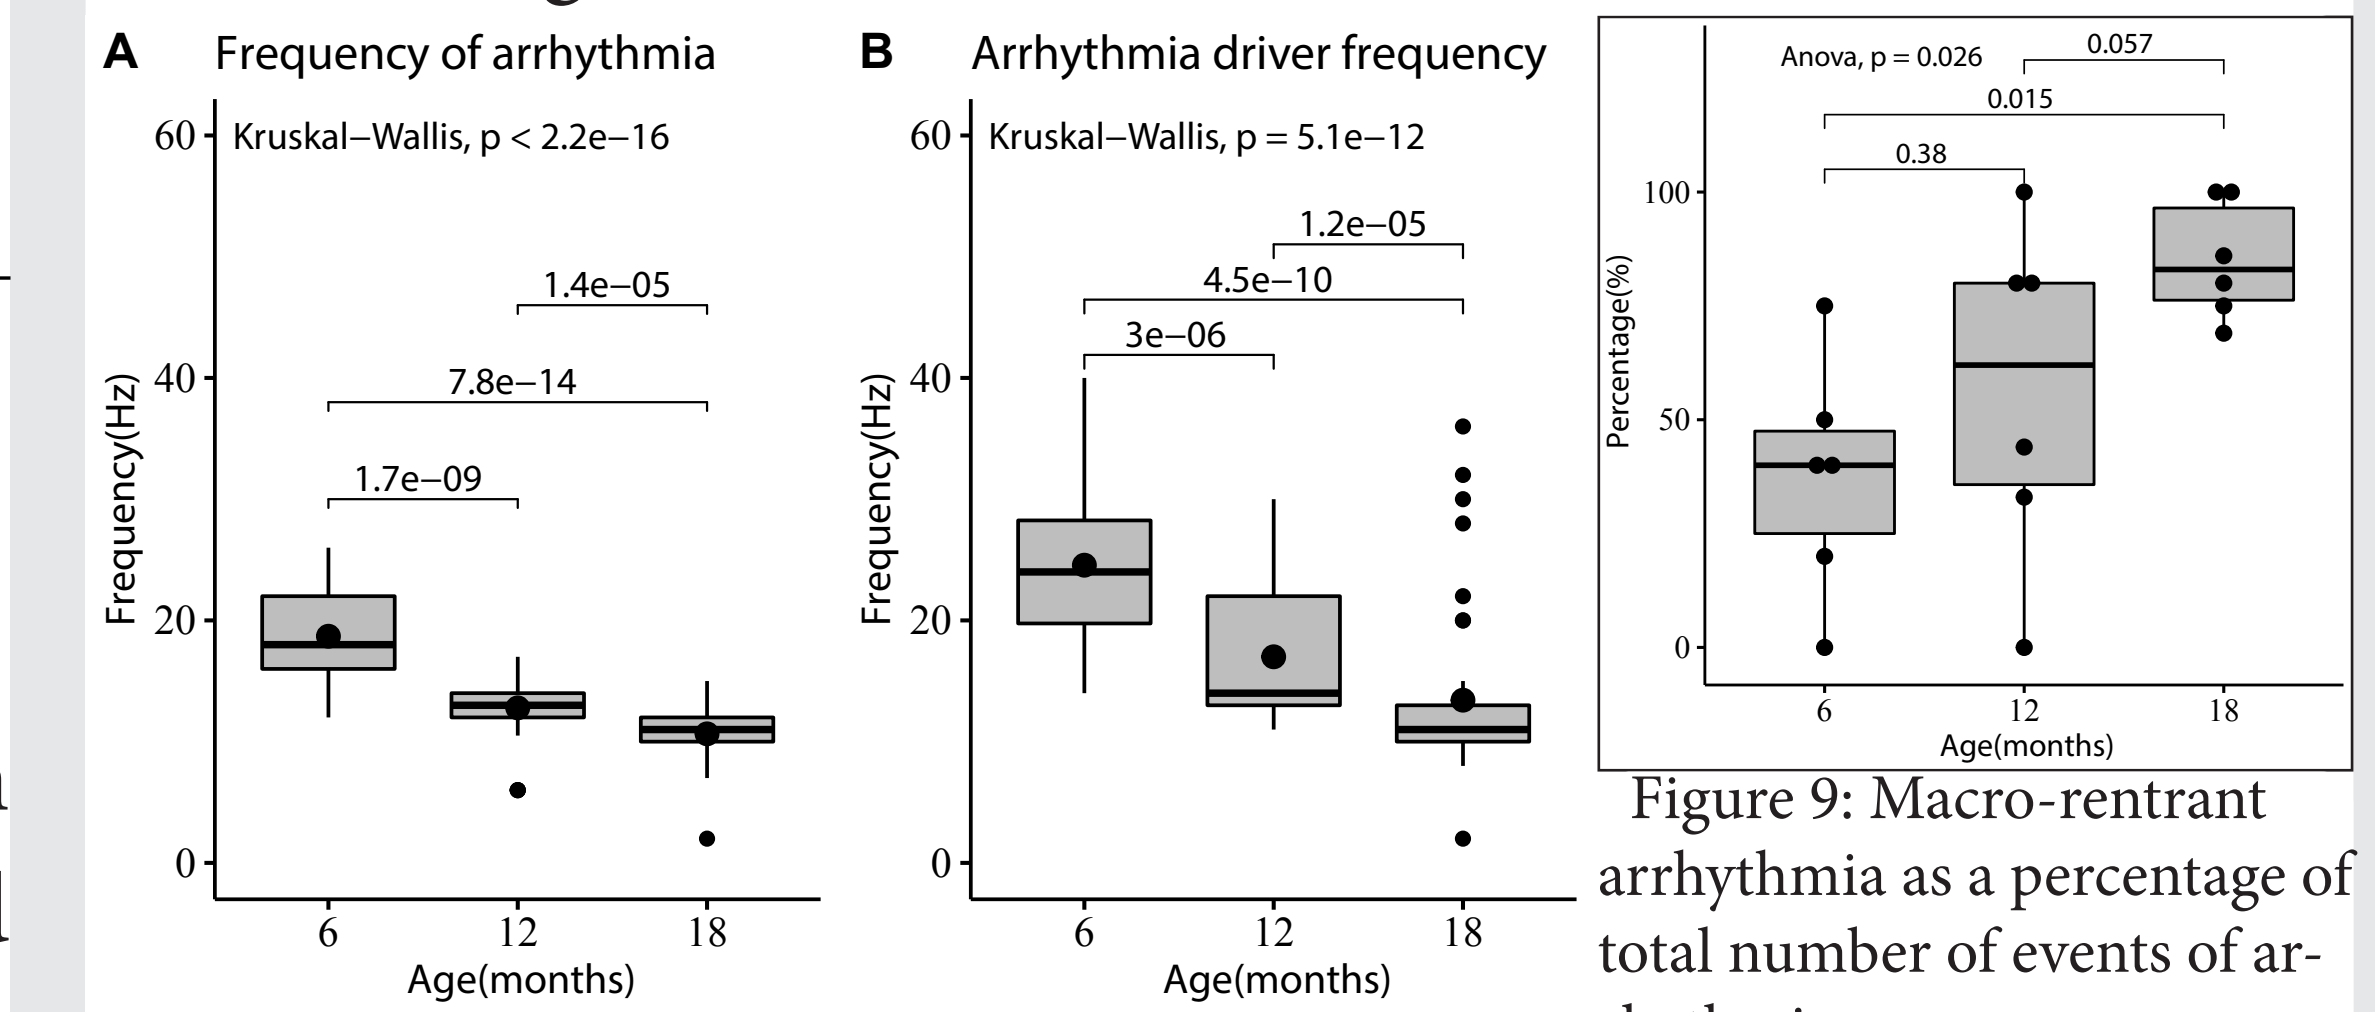 A Frequency of arrhythmia
Kruskal−Wallis, p < 2.2e−16
60
40
20
0
1.4e−05
7.8e−14
1.7e−09
Frequency(Hz)
6 12 18
Age(months)
B Arrhythmia driver frequency
Kruskal−Wallis, p = 5.1e−12
60
40
20
0
1.2e−05
4.5e−10
3e−06
Frequency(Hz)
6 12 18
Age(months)
Anova, p = 0.026
0.057
0.015
0.38
100
50
0
Percentage(%)
6 12 18
Age(months)
Figure 9: Macro-rentrant
arrhythmia as a percentage of
total number of events of ar-